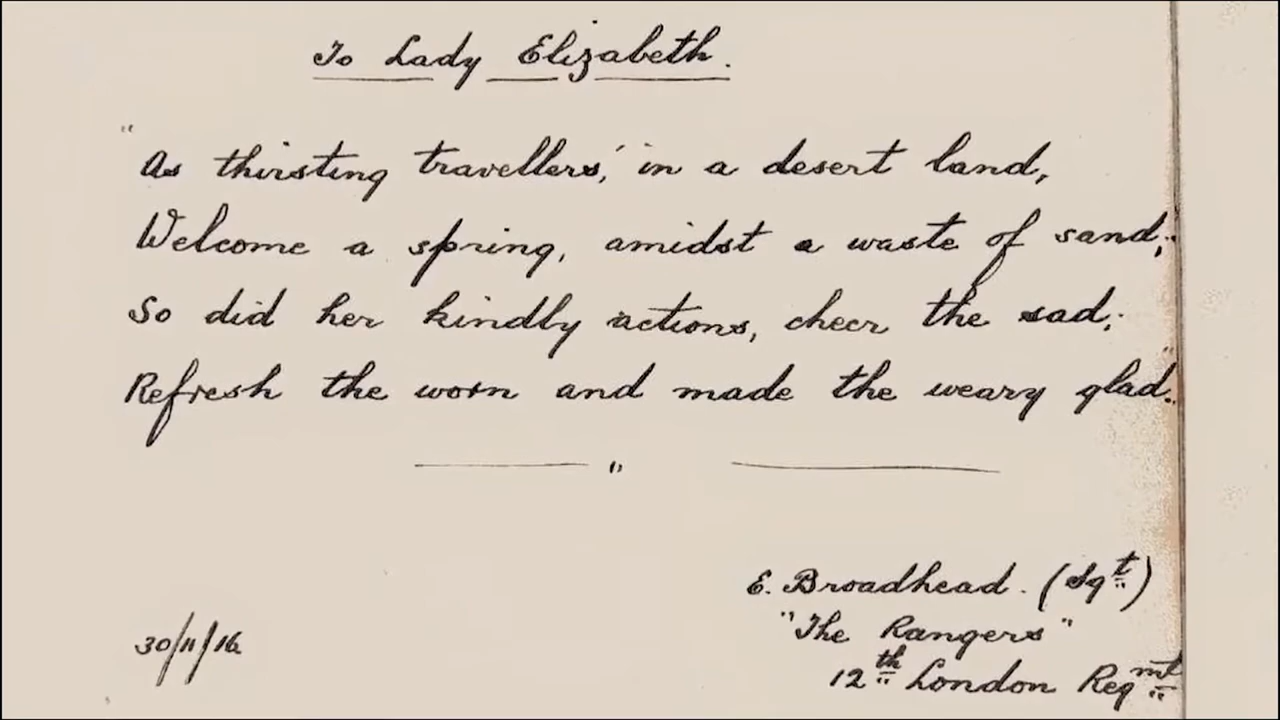 To Lady Elizabeth.
"As thirsting travellers,' in a desert land,
Welcome a spring, amidst a waste of sand;
So did her kindly actions, cheer the sad;
Refresh the worn and made the weary glad."
"
E. Broadhead. (Sgt)
"The Rangers"
30/11/16
12th London Regmt